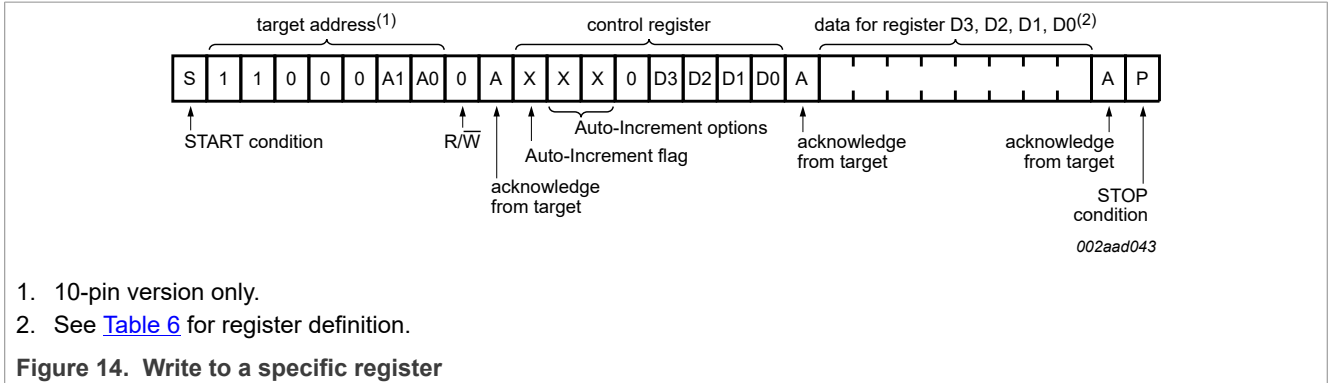 target address(1) control register data for register D3, D2, D1, D0(2)
S 1 1 0 0 0 A1 A0 0 A X X X 0 D3 D2 D1 D0 A A P
START condition R/W̅ Auto-Increment options acknowledge from target acknowledge from target
Auto-Increment flag
acknowledge
from target
STOP
condition
002aad043
1. 10-pin version only.
2. See Table 6 for register definition.
Figure 14. Write to a specific register